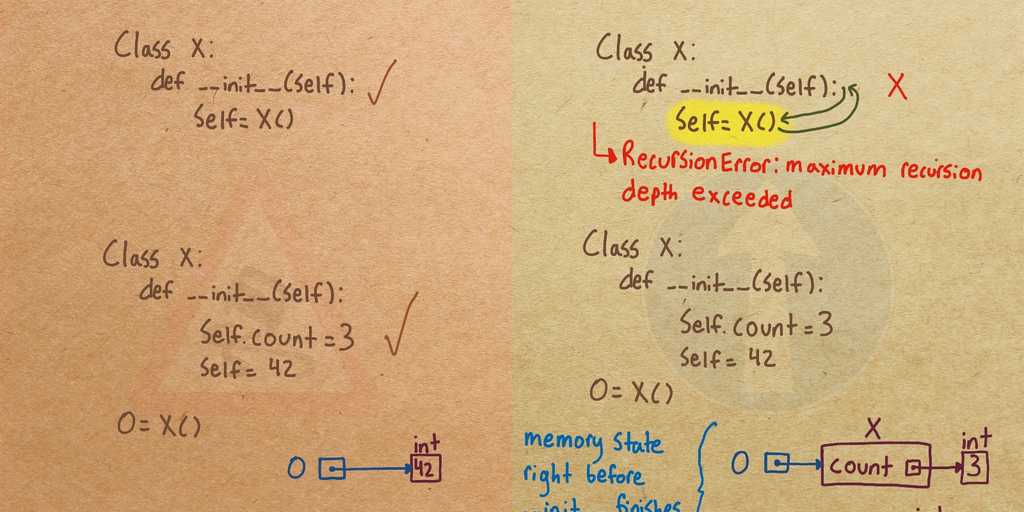 Class X:
def __init__(self):
Self= X()
Class X:
def __init__(Self):
Self.count = 3
Self= 42
O= X()
O
int
42
Class X:
def __init__(self):
Self= X()
X
RecursionError: maximum recursion
depth exceeded
Class X:
def __init__(Self):
Self.count = 3
Self= 42
O= X()
memory State
right before
__init__ finishes
O
X
count
int
3